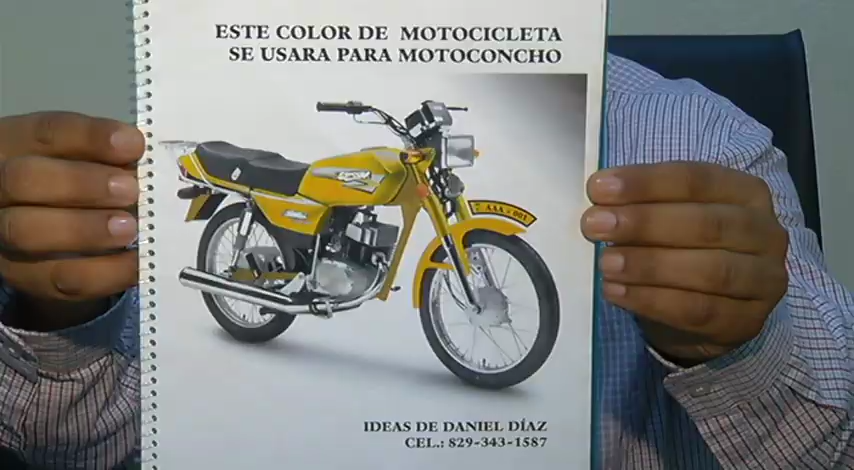 ESTE COLOR DE MOTOCICLETA
SE USARA PARA MOTOCONCHO
AAA - 001
IDEAS DE DANIEL DÍAZ
CEL.: 829-343-1587